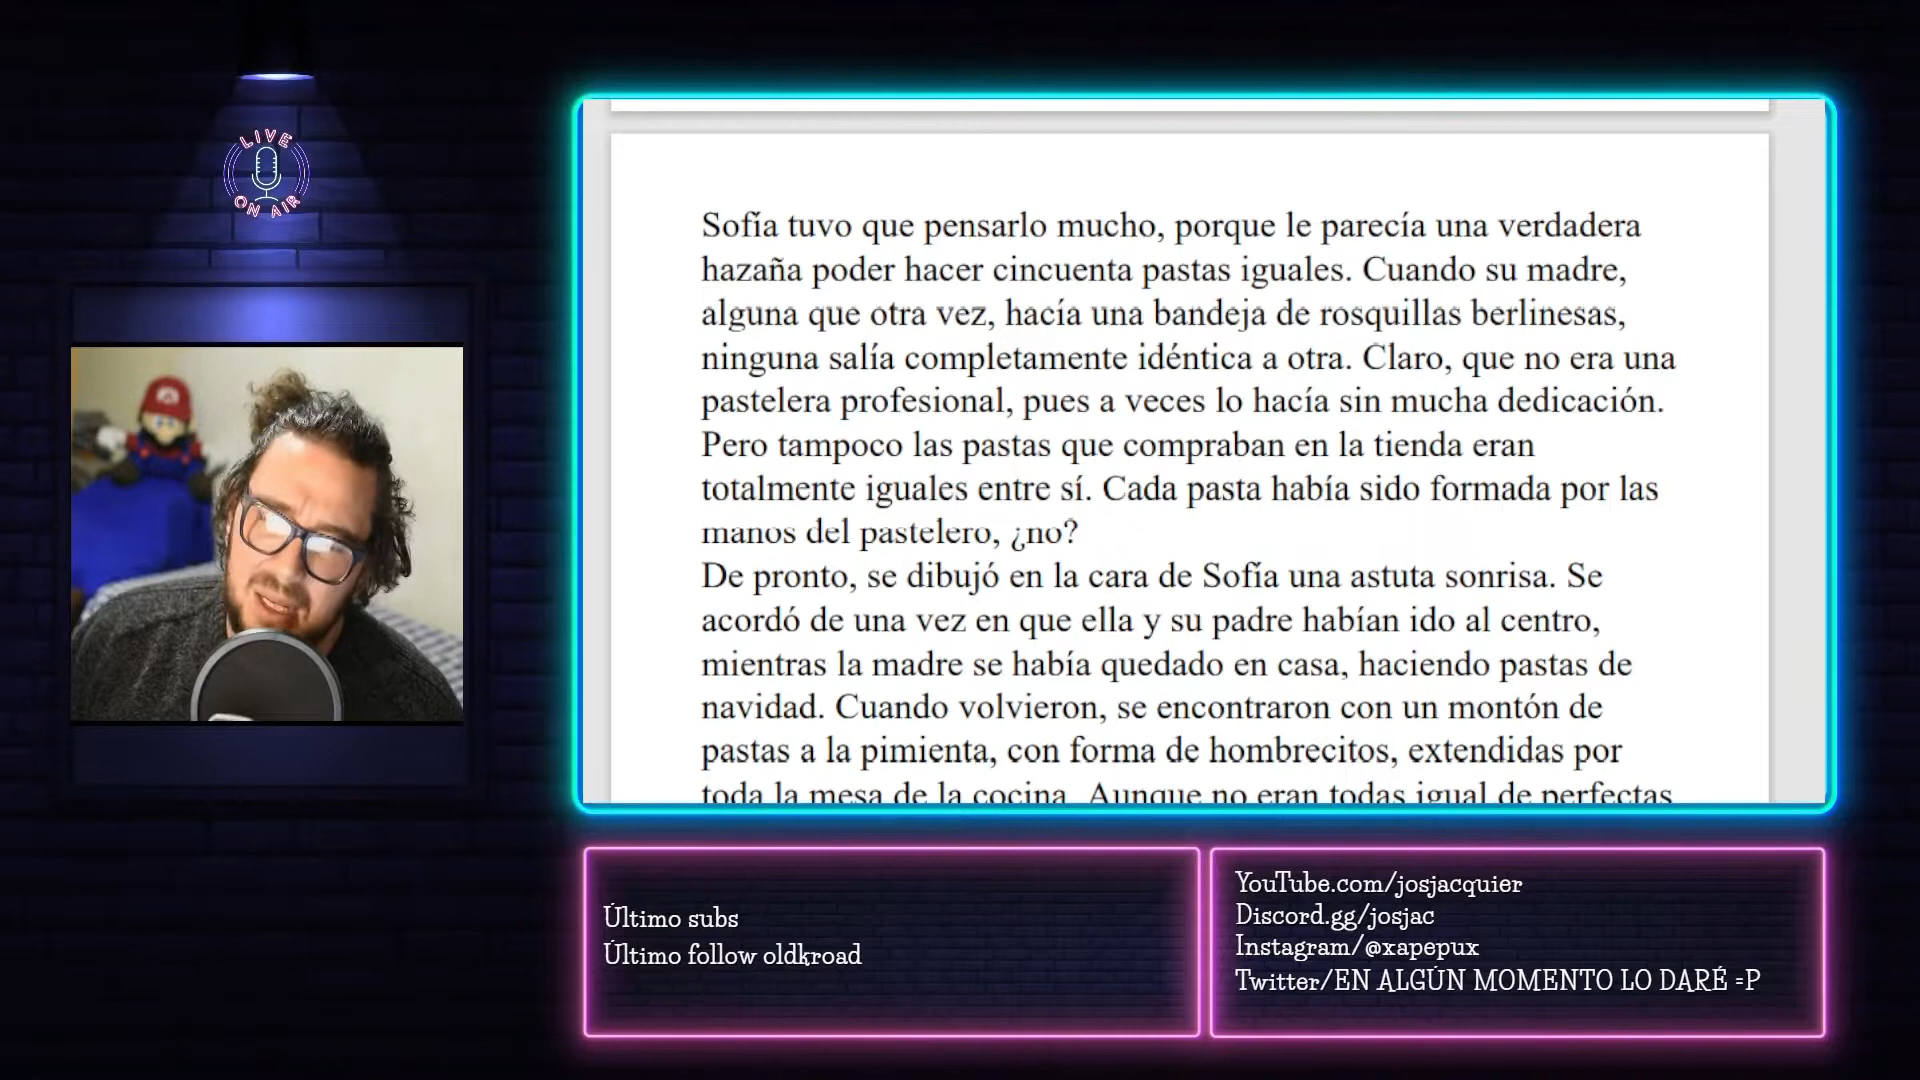 LIVE
ON AIR
Sofía tuvo que pensarlo mucho, porque le parecía una verdadera
hazaña poder hacer cincuenta pastas iguales. Cuando su madre,
alguna que otra vez, hacía una bandeja de rosquillas berlinesas,
ninguna salía completamente idéntica a otra. Claro, que no era una
pastelera profesional, pues a veces lo hacía sin mucha dedicación.
Pero tampoco las pastas que compraban en la tienda eran
totalmente iguales entre sí. Cada pasta había sido formada por las
manos del pastelero, ¿no?
De pronto, se dibujó en la cara de Sofía una astuta sonrisa. Se
acordó de una vez en que ella y su padre habían ido al centro,
mientras la madre se había quedado en casa, haciendo pastas de
navidad. Cuando volvieron, se encontraron con un montón de
pastas a la pimienta, con forma de hombrecitos, extendidas por
toda la mesa de la cocina. Aunque no eran todas igual de perfectas
Último subs
Último follow oldkroad
YouTube.com/josjacquier
Discord.gg/josjac
Instagram/@xapepux
Twitter/EN ALGÚN MOMENTO LO DARÉ =P